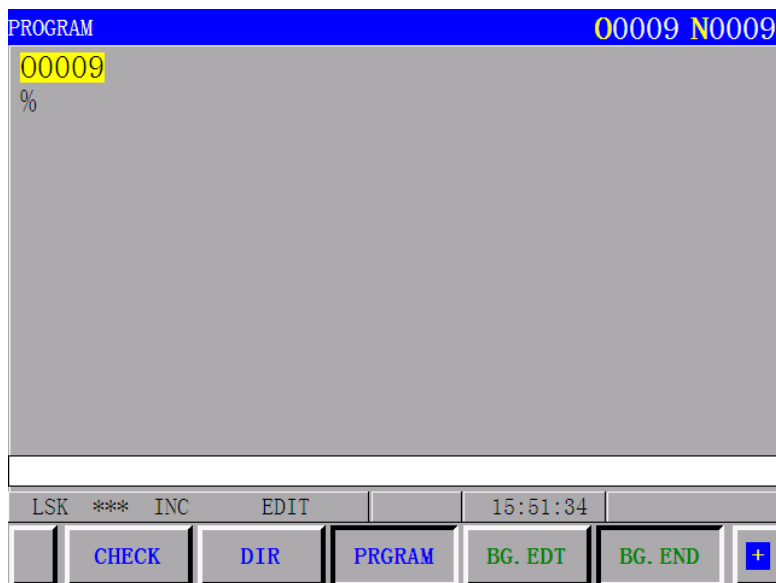 PROGRAM O0009 N0009
O0009
%
LSK *** INC EDIT 15:51:34
CHECK DIR PRGRAM BG. EDT BG. END +